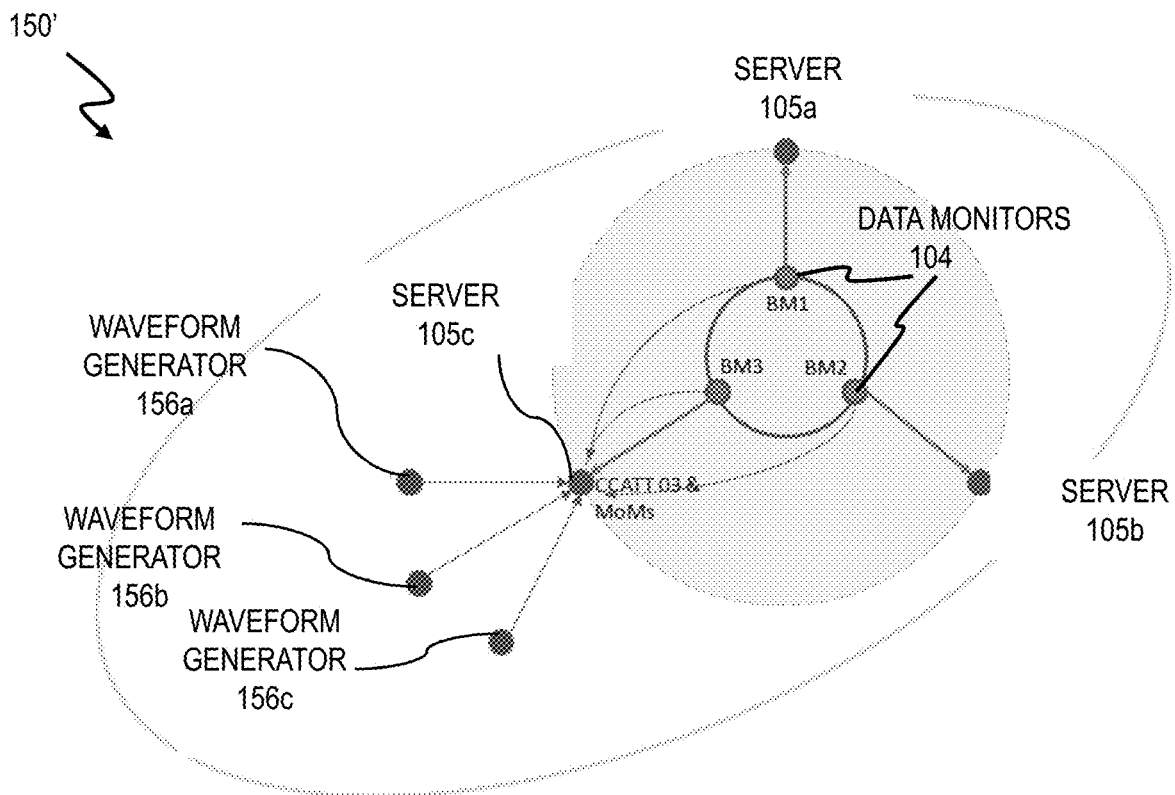 150'
SERVER
105a
DATA MONITORS
104
SERVER
105c
BM1
WAVEFORM
GENERATOR
156a
BM3
BM2
CCATT 03 &
MoMs
SERVER
105b
WAVEFORM
GENERATOR
156b
WAVEFORM
GENERATOR
156c